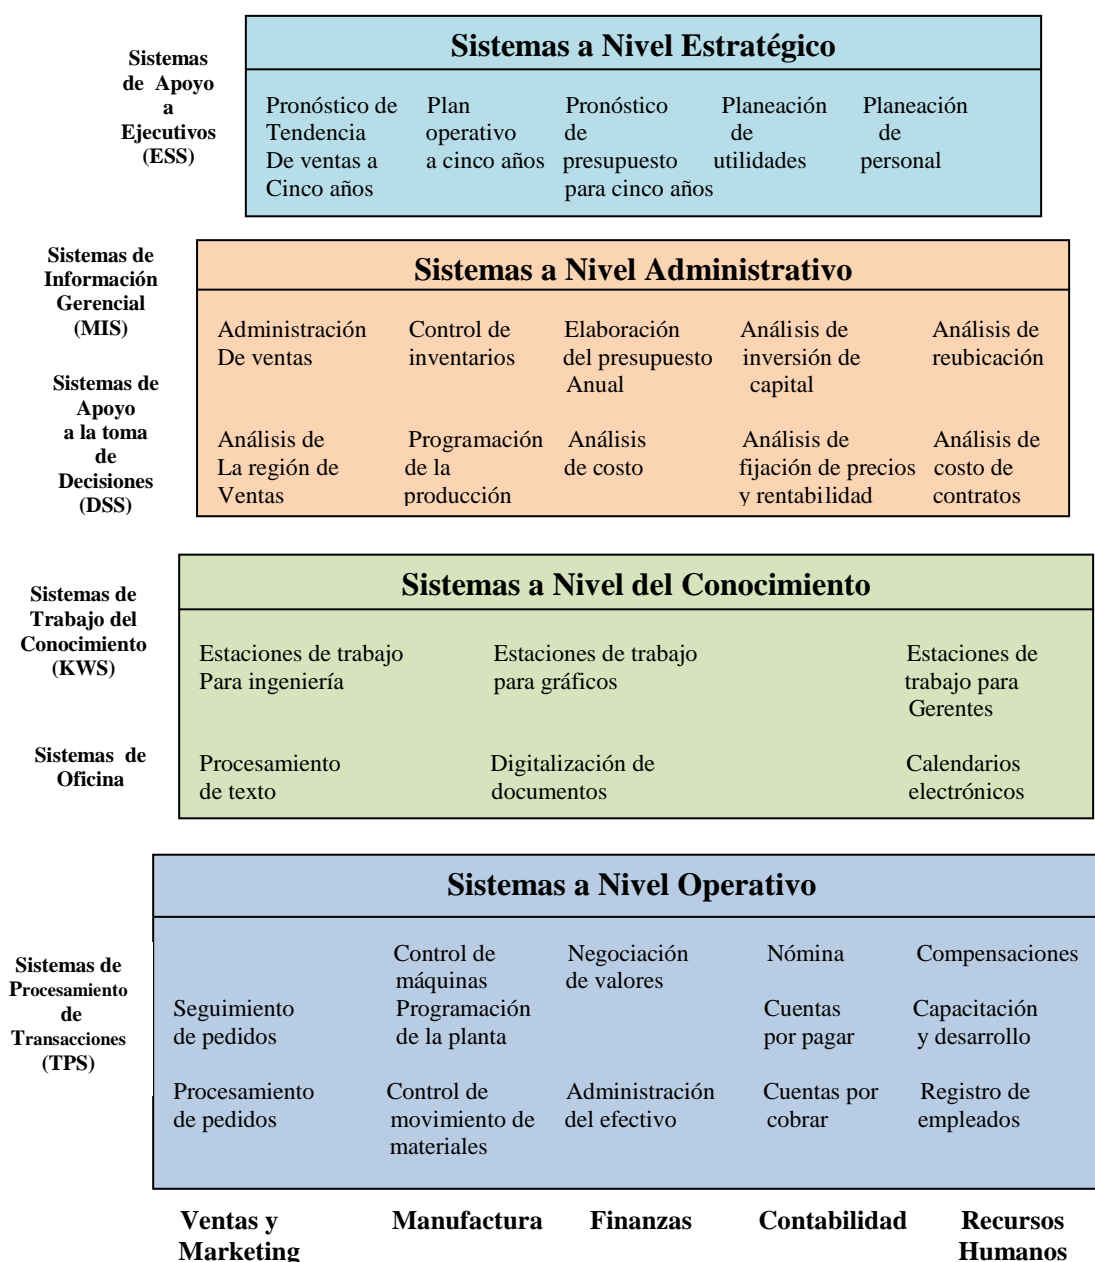 Sistemas
de Apoyo
a
Ejecutivos
(ESS)
Sistemas a Nivel Estratégico
Pronóstico de
Tendencia
De ventas a
Cinco años
Plan
operativo
a cinco años
Pronóstico
de
presupuesto
para cinco años
Planeación
de
utilidades
Planeación
de
personal
Sistemas de
Información
Gerencial
(MIS)
Sistemas de
Apoyo
a la toma
de
Decisiones
(DSS)
Sistemas a Nivel Administrativo
Administración
De ventas
Control de
inventarios
Elaboración
del presupuesto
Anual
Análisis de
inversión de
capital
Análisis de
reubicación
Análisis de
La región de
Ventas
Programación
de la
producción
Análisis
de costo
Análisis de
fijación de precios
y rentabilidad
Análisis de
costo de
contratos
Sistemas de
Trabajo del
Conocimiento
(KWS)
Sistemas de
Oficina
Sistemas a Nivel del Conocimiento
Estaciones de trabajo
Para ingeniería
Estaciones de trabajo
para gráficos
Estaciones de
trabajo para
Gerentes
Procesamiento
de texto
Digitalización de
documentos
Calendarios
electrónicos
Sistemas de
Procesamiento
de
Transacciones
(TPS)
Sistemas a Nivel Operativo
Control de
máquinas
Negociación
de valores
Nómina
Compensaciones
Seguimiento
de pedidos
Programación
de la planta
Cuentas
por pagar
Capacitación
y desarrollo
Procesamiento
de pedidos
Control de
movimiento de
materiales
Administración
del efectivo
Cuentas por
cobrar
Registro de
empleados
Ventas y
Marketing
Manufactura
Finanzas
Contabilidad
Recursos
Humanos